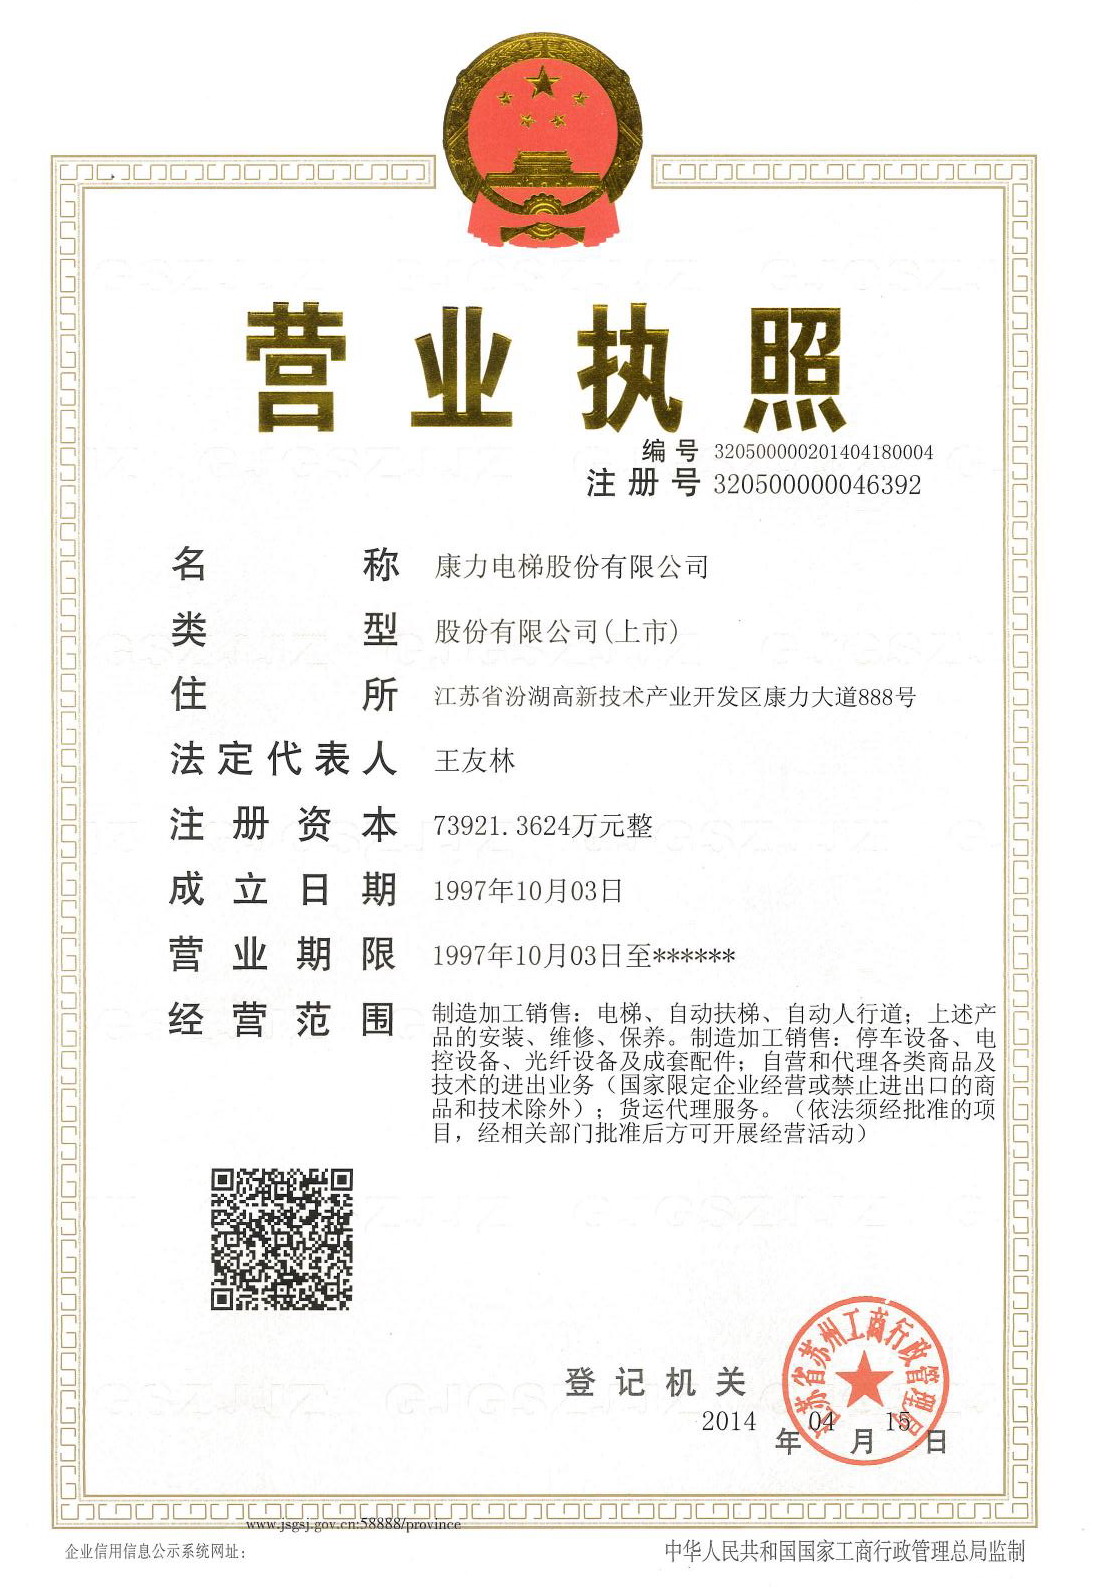 营业执照
编号 320500000201404180004
注册号 320500000046392
名称 康力电梯股份有限公司
类型 股份有限公司(上市)
住所 江苏省汾湖高新技术产业开发区康力大道888号
法定代表人 王友林
注册资本 73921.3624万元整
成立日期 1997年10月03日
营业期限 1997年10月03日至******
经营范围 制造加工销售：电梯、自动扶梯、自动人行道；上述产
品的安装、维修、保养。制造加工销售：停车设备、电
控设备、光纤设备及成套配件；自营和代理各类商品及
技术的进出业务（国家限定企业经营或禁止进出口的商
品和技术除外）；货运代理服务。（依法须经批准的项
目，经相关部门批准后方可开展经营活动）
江苏省苏州工商行政管理局
登记机关
2014年04月15日
www.jsgsj.gov.cn:58888/province
企业信用信息公示系统网址：
中华人民共和国国家工商行政管理总局监制